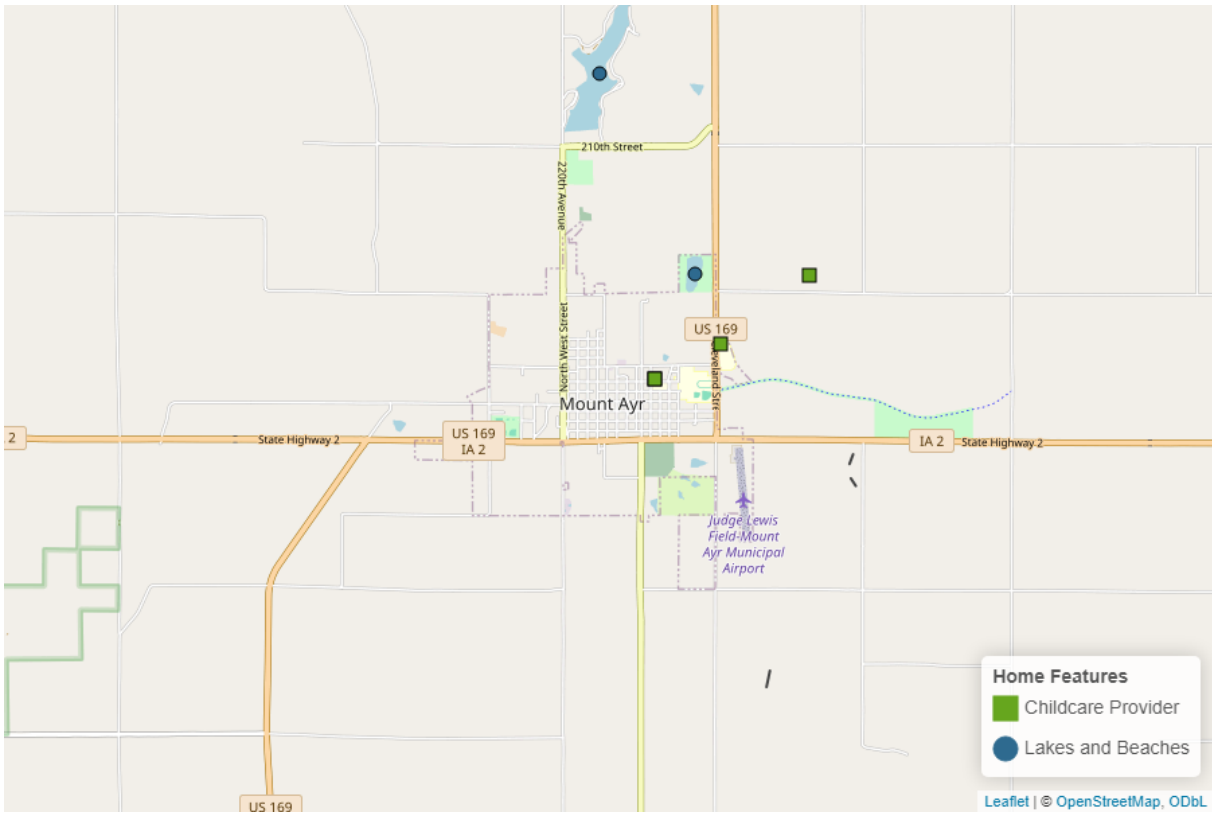 210th Street
220th Avenue
US 169
North West Street
Cleveland Stre
Mount Ayr
2
State Highway 2
US 169
IA 2
IA 2
State Highway 2
Judge Lewis
Field-Mount
Ayr Municipal
Airport
Home Features
Childcare Provider
Lakes and Beaches
US 169
Leaflet | © OpenStreetMap, ODbL